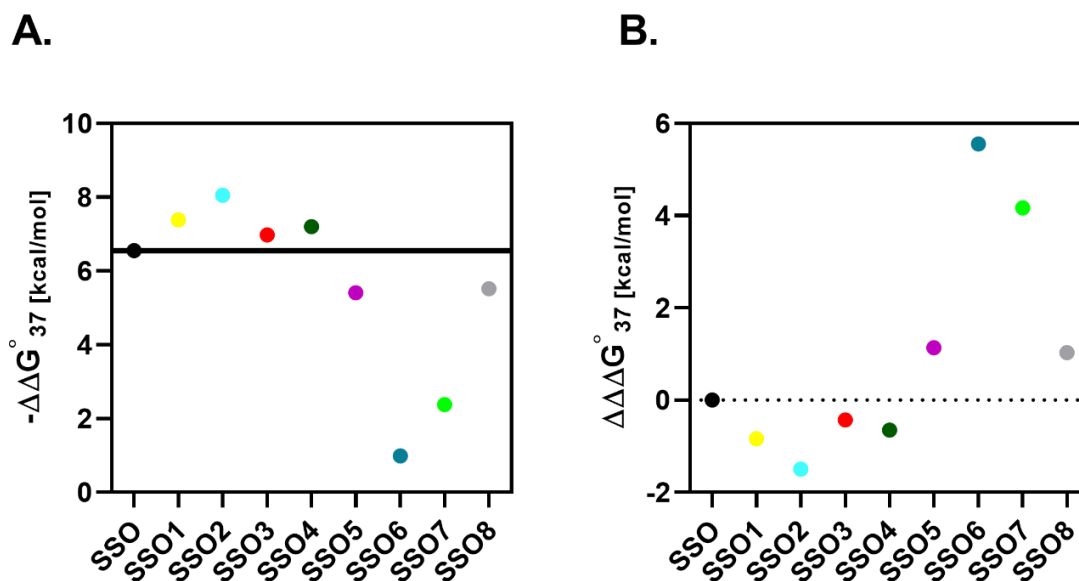 A.
B.
-ΔΔG°37 [kcal/mol]
10
8
6
4
2
0
SSO
SSO1
SSO2
SSO3
SSO4
SSO5
SSO6
SSO7
SSO8
ΔΔΔG°37 [kcal/mol]
6
4
2
0
-2
SSO
SSO1
SSO2
SSO3
SSO4
SSO5
SSO6
SSO7
SSO8